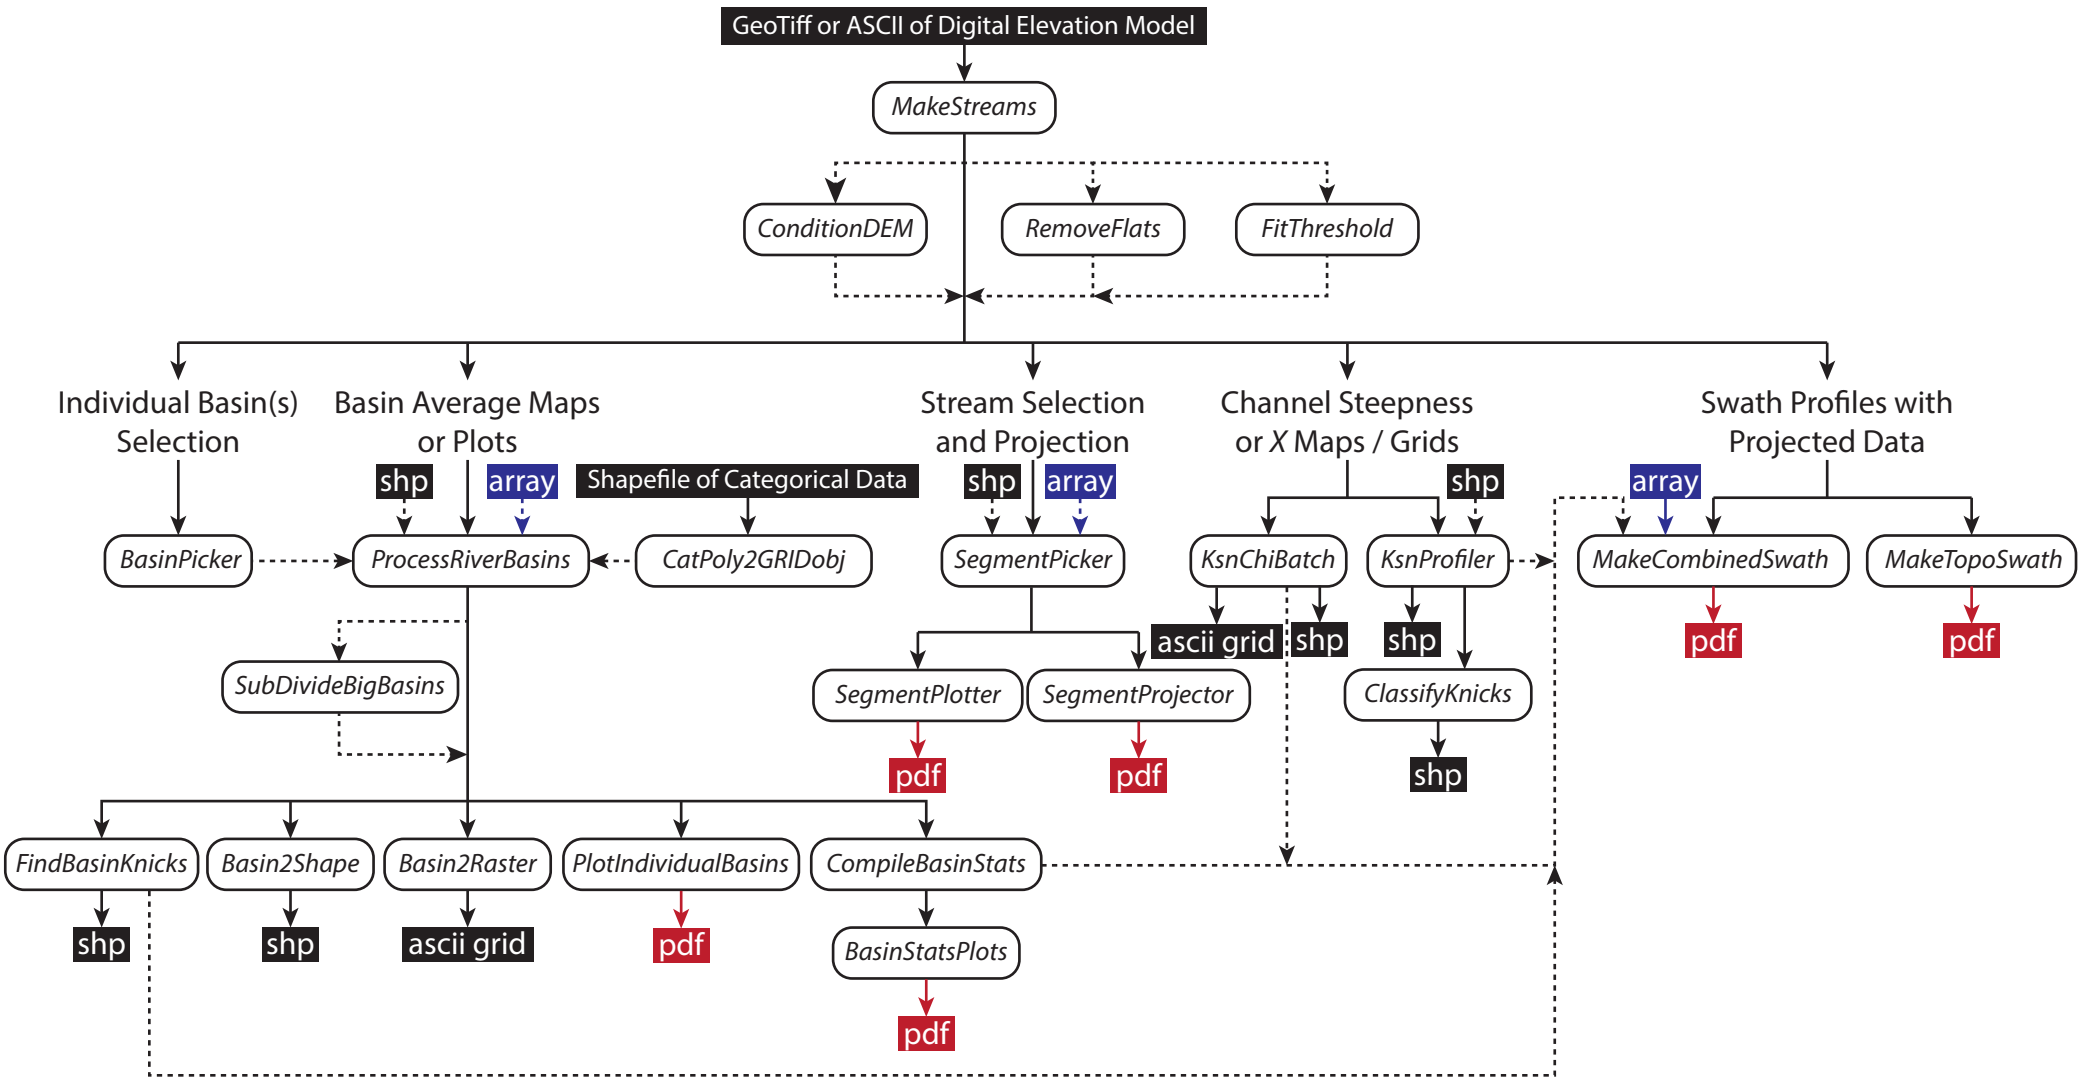 GeoTiff or ASCII of Digital Elevation Model
MakeStreams
ConditionDEM
RemoveFlats
FitThreshold
Individual Basin(s)
Selection
Basin Average Maps
or Plots
Stream Selection
and Projection
Channel Steepness
or X Maps / Grids
Swath Profiles with
Projected Data
shp
array
Shapefile of Categorical Data
shp
array
shp
array
BasinPicker
ProcessRiverBasins
CatPoly2GRIDobj
SegmentPicker
KsnChiBatch
KsnProfiler
MakeCombinedSwath
MakeTopoSwath
ascii grid
shp
shp
pdf
pdf
SubDivideBigBasins
SegmentPlotter
SegmentProjector
ClassifyKnicks
pdf
pdf
shp
FindBasinKnicks
Basin2Shape
Basin2Raster
PlotIndividualBasins
CompileBasinStats
shp
shp
ascii grid
pdf
BasinStatsPlots
pdf